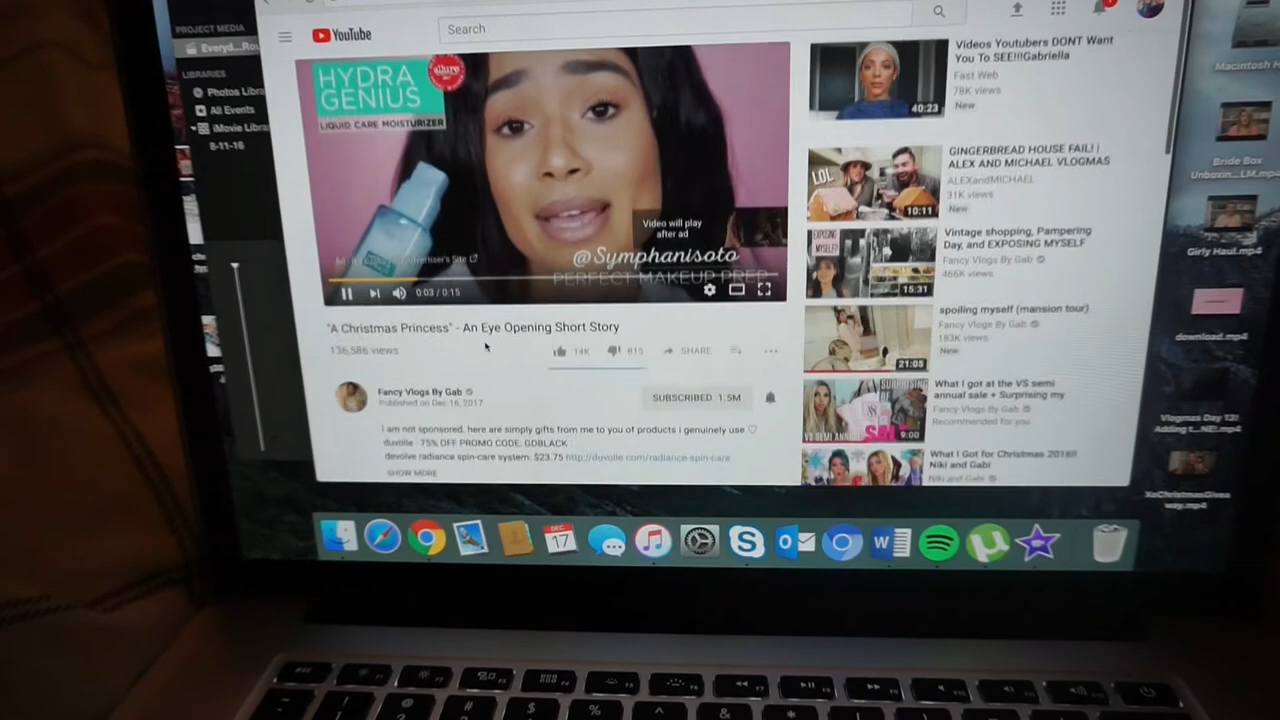 PROJECT MEDIA
Everyd...Rou
LIBRARIES
Photos Libra
All Events
iMovie Libra
8-11-16
YouTube
Search
HYDRA
GENIUS
LIQUID CARE MOISTURIZER
allure
Video will play
after ad
@Symphanisoto
PERFECT MAKEUP PREP
0:03 / 0:15
"A Christmas Princess" - An Eye Opening Short Story
136,586 views
14K
815
SHARE
Fancy Vlogs By Gab
Published on Dec 16, 2017
SUBSCRIBED 1.5M
I am not sponsored, here are simply gifts from me to you of products i genuinely use ♡
duvolle - 75% OFF PROMO CODE: GDBLACK
devolve radiance spin-care system: $23.75 http://duvolle.com/radiance-spin-care
SHOW MORE
Videos Youtubers DONT Want
You To SEE!!!Gabriella
Fast Web
78K views
New
40:23
GINGERBREAD HOUSE FAIL! |
ALEX AND MICHAEL VLOGMAS
ALEXandMICHAEL
31K views
New
LOL
10:11
Vintage shopping, Pampering
Day, and EXPOSING MYSELF
Fancy Vlogs By Gab
466K views
EXPOSING
MYSELF?
15:31
spoiling myself (mansion tour)
Fancy Vlogs By Gab
183K views
New
21:05
What I got at the VS semi
annual sale + Surprising my
Fancy Vlogs By Gab
Recommended for you
VS SEMI ANNUAL
9:00
What I Got for Christmas 2016!!
Niki and Gabi
Niki and Gabi
Macintosh H
Bride Box
Unboxin...LM.mp4
Girly Haul.mp4
download.mp4
Vlogmas Day 12!
Adding t...NE!.mp4
XoChristmasGivea
way.mp4
DEC
17
esc